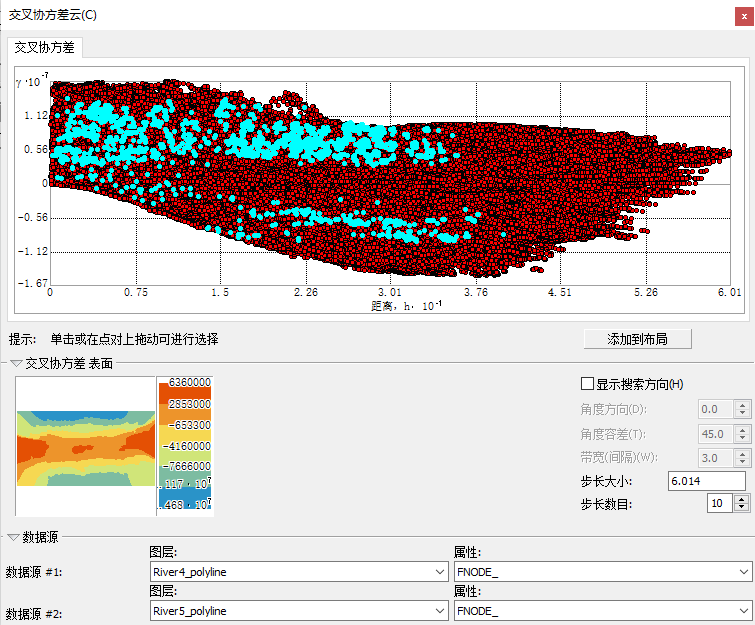 交叉协方差云(C)
交叉协方差
γ·10⁻⁷
1.12
0.56
0
-0.56
-1.12
-1.67
0 0.75 1.5 2.26 3.01 3.76 4.51 5.26 6.01
距离, h·10⁻¹
提示: 单击或在点对上拖动可进行选择
添加到布局
交叉协方差 表面
6360000
2853000
-653300
-4160000
-7666000
..117·10⁷
..468·10⁷
显示搜索方向(H)
角度方向(D): 0.0
角度容差(T): 45.0
带宽(间隔)(W): 3.0
步长大小: 6.014
步长数目: 10
数据源
图层: 属性:
数据源 #1: River4_polyline FNODE_
图层: 属性:
数据源 #2: River5_polyline FNODE_